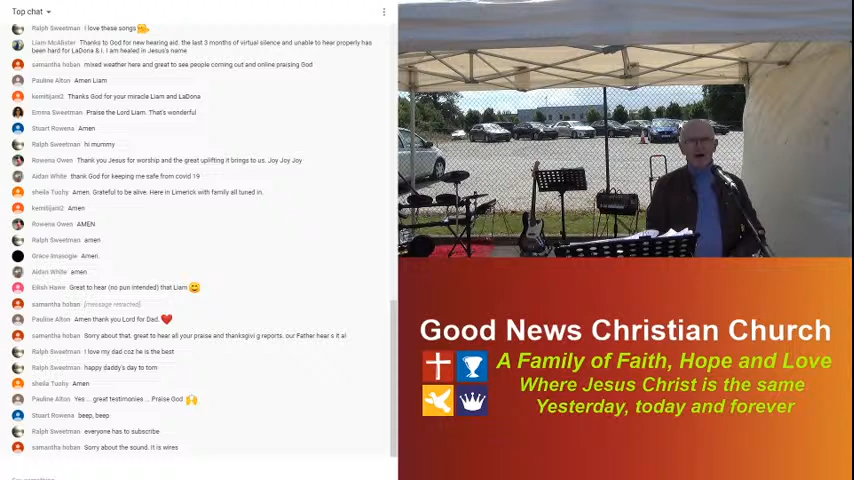 Top chat
Ralph Sweetman I love these songs
Liam McAlister Thanks to God for new hearing aid. the last 3 months of virtual silence and unable to hear properly has
been hard for LaDona & I. I am healed in Jesus's name
samantha hoban mixed weather here and great to see people coming out and online praising God
Pauline Alton Amen Liam
kemitijani2 Thanks God for your miracle Liam and LaDona
Emma Sweetman Praise the Lord Liam. That's wonderful
Stuart Rowena Amen
Ralph Sweetman hi mummy
Rowena Owen Thank you Jesus for worship and the great uplifting it brings to us. Joy Joy Joy
Aidan White thank God for keeping me safe from covid 19
sheila Tushy Amen. Grateful to be alive. Here in Limerick with family all tuned in.
kemitijani2 Amen
Rowena Owen AMEN
Ralph Sweetman amen
Grace Imasogie Amen.
Aidan White amen
Eilish Hawe Great to hear (no pun intended) that Liam
samantha hoban [message retracted]
Pauline Alton Amen thank you Lord for Dad.
samantha hoban Sorry about that. great to hear all your praise and thanksgivi g reports. our Father hear s it al
Ralph Sweetman I love my dad coz he is the best
Ralph Sweetman happy daddy's day to tom
sheila Tushy Amen
Pauline Alton Yes ... great testimonies ... Praise God
Stuart Rowena beep, beep
Ralph Sweetman everyone has to subscribe
samantha hoban Sorry about the sound. It is wires
Good News Christian Church
A Family of Faith, Hope and Love
Where Jesus Christ is the same
Yesterday, today and forever